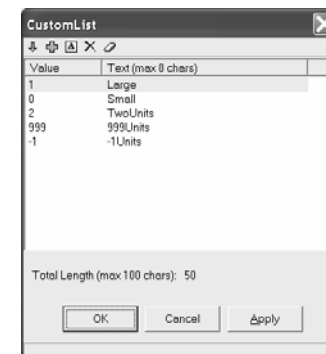 CustomList
A
Value Text (max 8 chars)
1 Large
0 Small
2 TwoUnits
999 999Units
-1 -1Units
Total Length (max 100 chars): 50
OK Cancel Apply